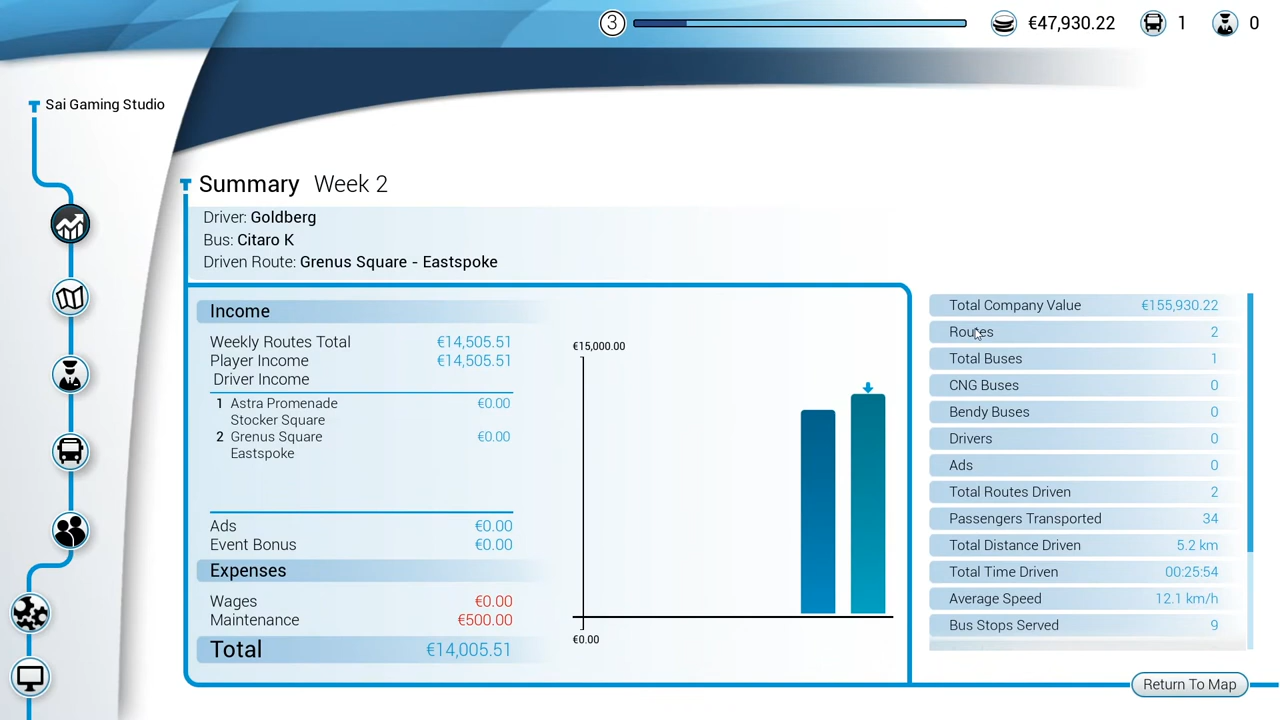 3 €47,930.22 1 0
Sai Gaming Studio
Summary Week 2
Driver: Goldberg
Bus: Citaro K
Driven Route: Grenus Square - Eastspoke
Income
Weekly Routes Total €14,505.51
Player Income €14,505.51
Driver Income
1 Astra Promenade €0.00
Stocker Square
2 Grenus Square €0.00
Eastspoke
Ads €0.00
Event Bonus €0.00
Expenses
Wages €0.00
Maintenance €500.00
Total €14,005.51
€15,000.00
€0.00
Total Company Value €155,930.22
Routes 2
Total Buses 1
CNG Buses 0
Bendy Buses 0
Drivers 0
Ads 0
Total Routes Driven 2
Passengers Transported 34
Total Distance Driven 5.2 km
Total Time Driven 00:25:54
Average Speed 12.1 km/h
Bus Stops Served 9
Return To Map